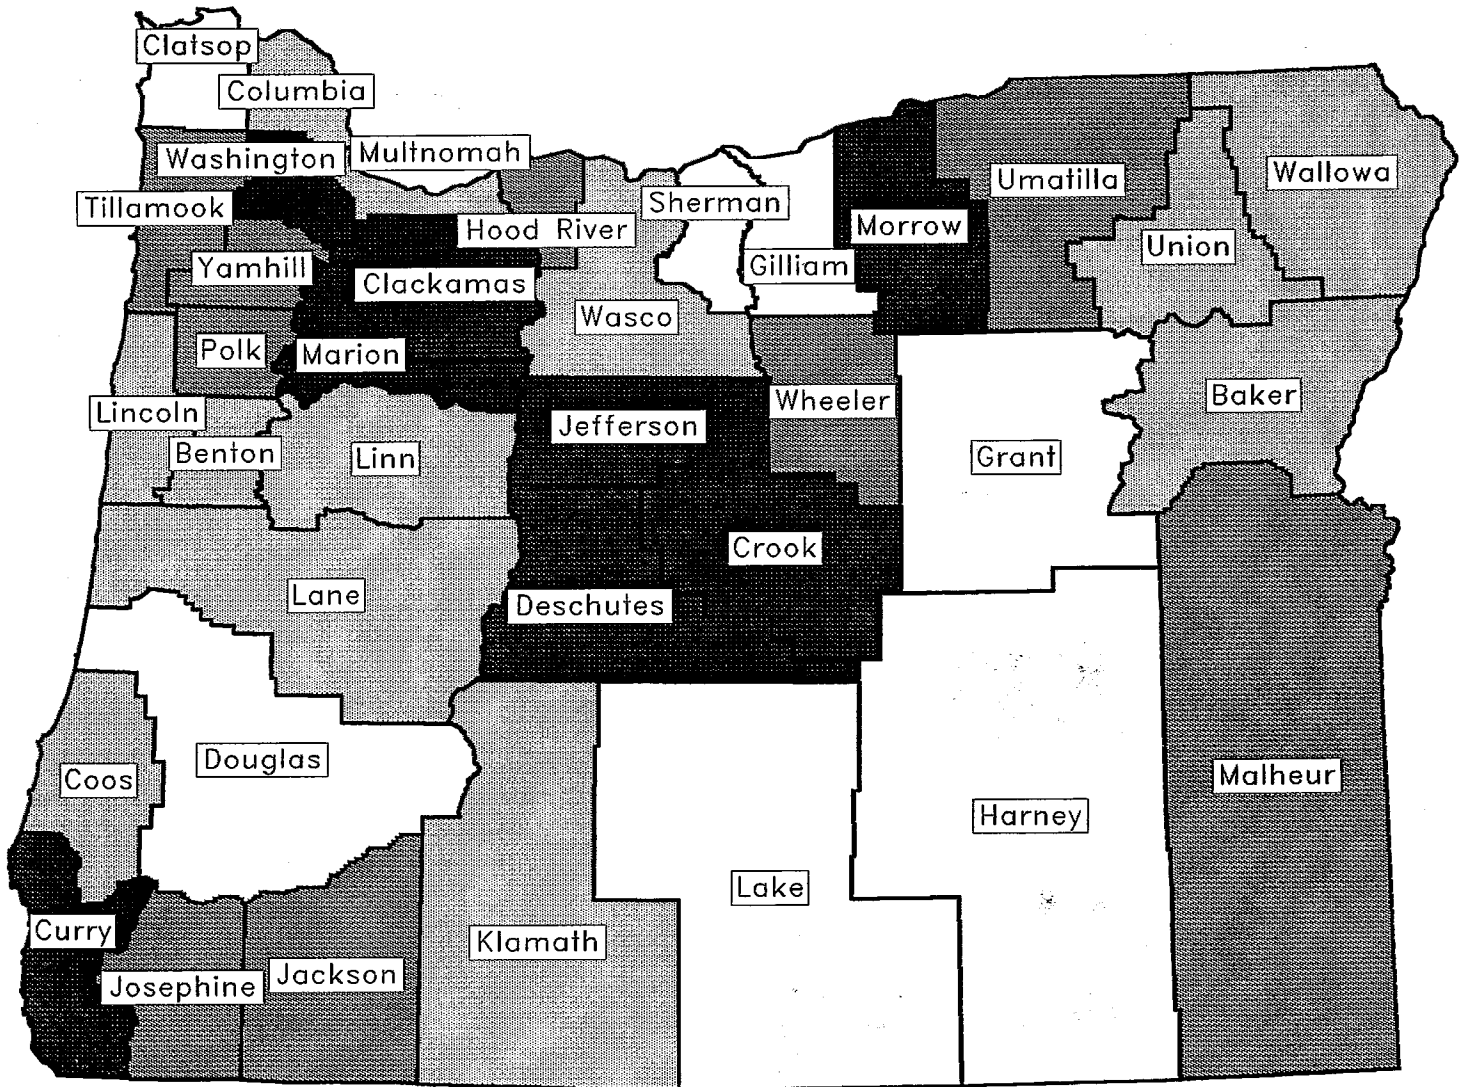 Clatsop
Columbia
Washington
Multnomah
Tillamook
Sherman
Umatilla
Wallowa
Hood River
Morrow
Union
Yamhill
Clackamas
Gilliam
Wasco
Polk
Marion
Lincoln
Jefferson
Wheeler
Baker
Benton
Linn
Grant
Crook
Lane
Deschutes
Douglas
Coos
Malheur
Harney
Lake
Curry
Klamath
Josephine
Jackson